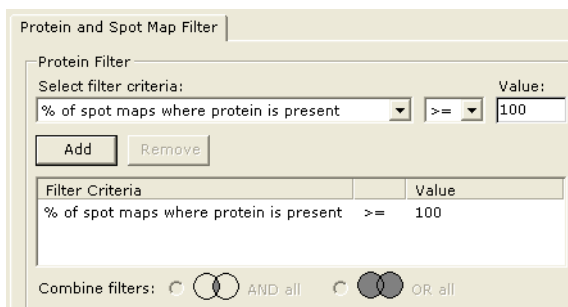 Protein and Spot Map Filter
Protein Filter
Select filter criteria: Value:
% of spot maps where protein is present >= 100
Add Remove
Filter Criteria Value
% of spot maps where protein is present >= 100
Combine filters: AND all OR all